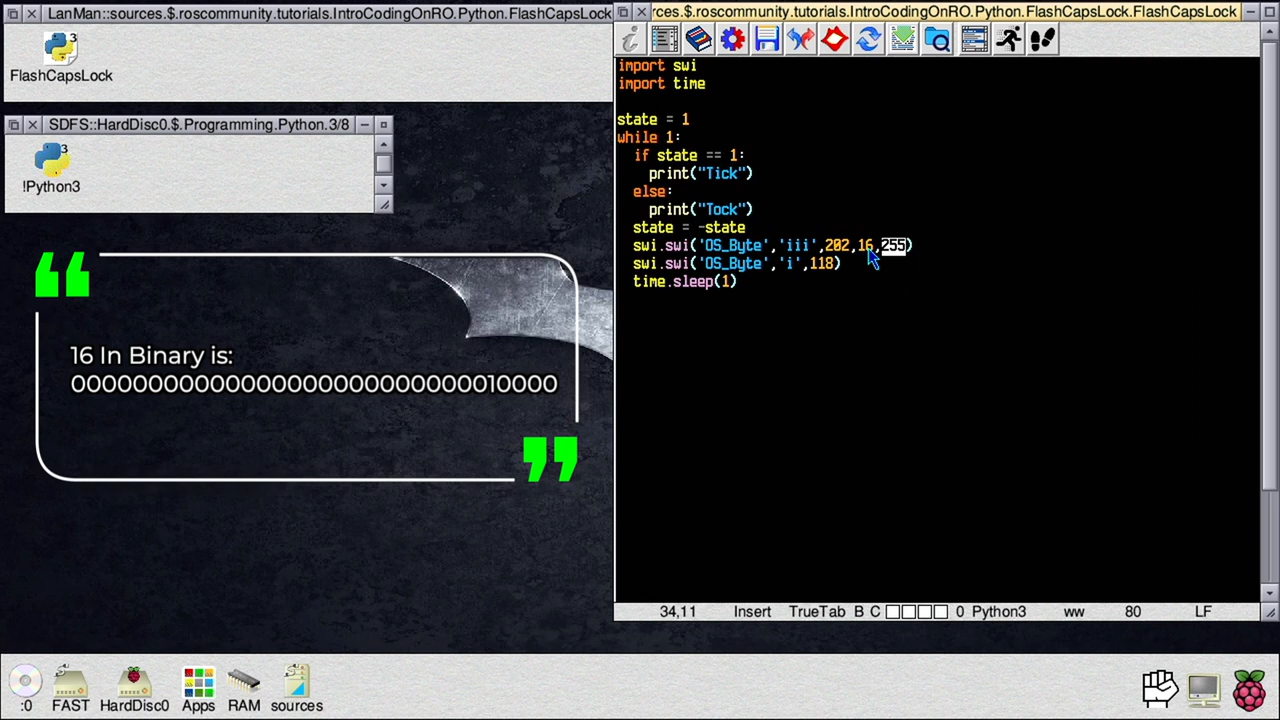 LanMan::sources.$.roscommunity.tutorials.IntroCodingOnRO.Python.FlashCapsLock
FlashCapsLock
SDFS::HardDisc0.$.Programming.Python.3/8
!Python3
16 In Binary is:
00000000000000000000000000010000
rces.$.roscommunity.tutorials.IntroCodingOnRO.Python.FlashCapsLock.FlashCapsLock
import swi
import time
state = 1
while 1:
if state == 1:
print("Tick")
else:
print("Tock")
state = -state
swi.swi('OS_Byte','iii',202,16,255)
swi.swi('OS_Byte','i',118)
time.sleep(1)
34,11 Insert TrueTab B C 0 Python3 ww 80 LF
:0 FAST HardDisc0 Apps RAM sources